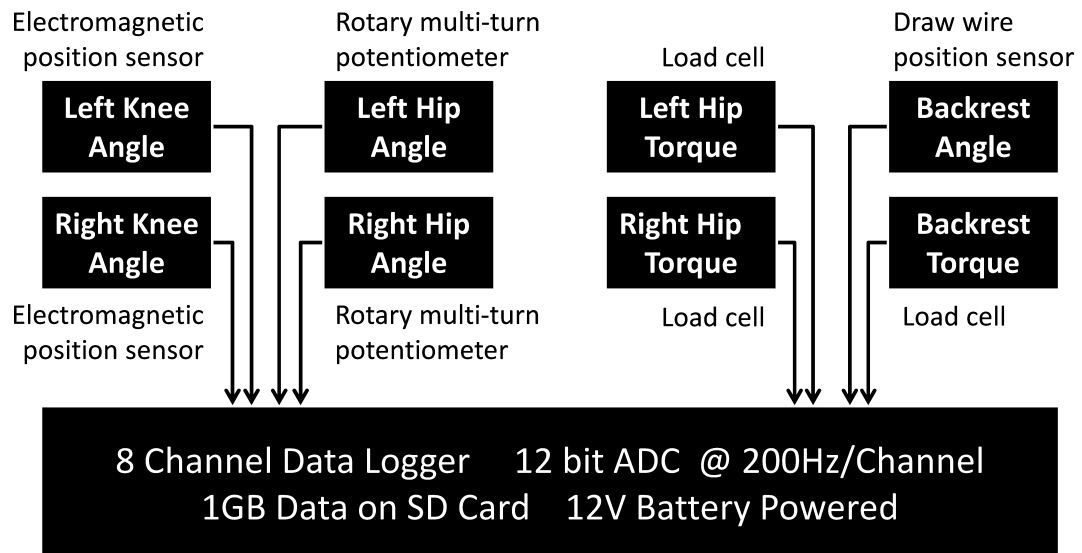 Electromagnetic
position sensor
Left Knee
Angle
Rotary multi-turn
potentiometer
Left Hip
Angle
Load cell
Left Hip
Torque
Draw wire
position sensor
Backrest
Angle
Right Knee
Angle
Electromagnetic
position sensor
Right Hip
Angle
Rotary multi-turn
potentiometer
Right Hip
Torque
Load cell
Backrest
Torque
Load cell
8 Channel Data Logger 12 bit ADC @ 200Hz/Channel
1GB Data on SD Card 12V Battery Powered